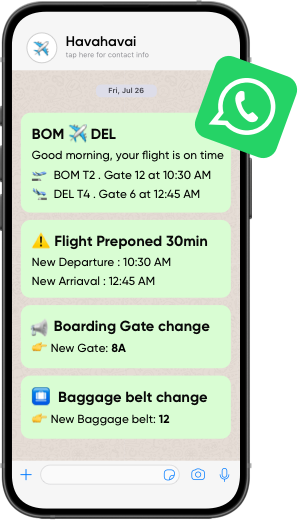 Havahavai
tap here for contact info
Fri, Jul 26
BOM ✈️ DEL
Good morning, your flight is on time
🛫 BOM T2 . Gate 12 at 10:30 AM
🛬 DEL T4 . Gate 6 at 12:45 AM
⚠️ Flight Preponed 30min
New Departure : 10:30 AM
New Arriaval : 12:45 AM
📢 Boarding Gate change
👉 New Gate: 8A
🛄 Baggage belt change
👉 New Baggage belt: 12